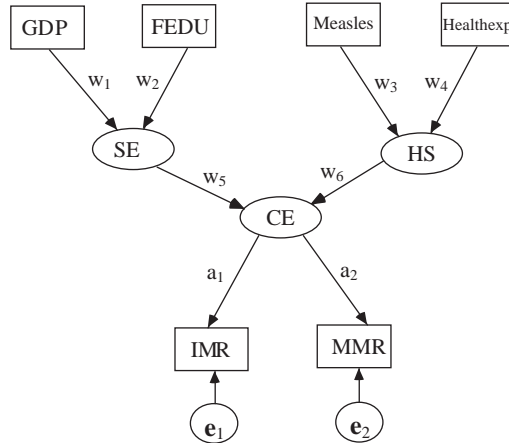 GDP
FEDU
Measles
Healthexp
w1
w2
w3
w4
SE
HS
w5
w6
CE
a1
a2
IMR
MMR
e1
e2